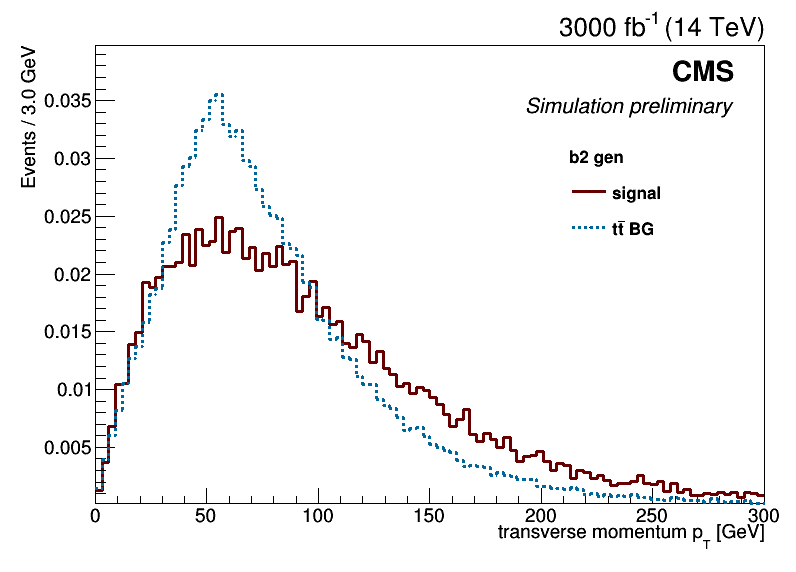 3000 fb⁻¹ (14 TeV)
CMS
Simulation preliminary
b2 gen
signal
tt̄ BG
Events / 3.0 GeV
0.035
0.03
0.025
0.02
0.015
0.01
0.005
0 50 100 150 200 250 300
transverse momentum p_T [GeV]